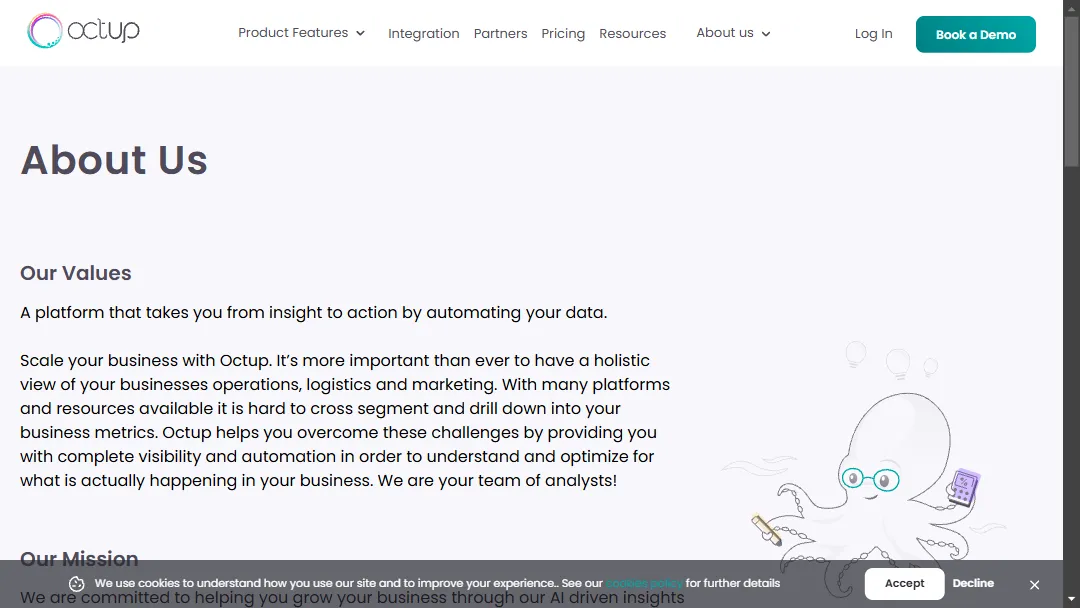 octup
Product Features
Integration
Partners
Pricing
Resources
About us
Log In
Book a Demo
About Us
Our Values
A platform that takes you from insight to action by automating your data.
Scale your business with Octup. It’s more important than ever to have a holistic
view of your businesses operations, logistics and marketing. With many platforms
and resources available it is hard to cross segment and drill down into your
business metrics. Octup helps you overcome these challenges by providing you
with complete visibility and automation in order to understand and optimize for
what is actually happening in your business. We are your team of analysts!
Our Mission
We use cookies to understand how you use our site and to improve your experience.. See our cookies policy for further details
Accept
Decline
We are committed to helping you grow your business through our AI driven insights